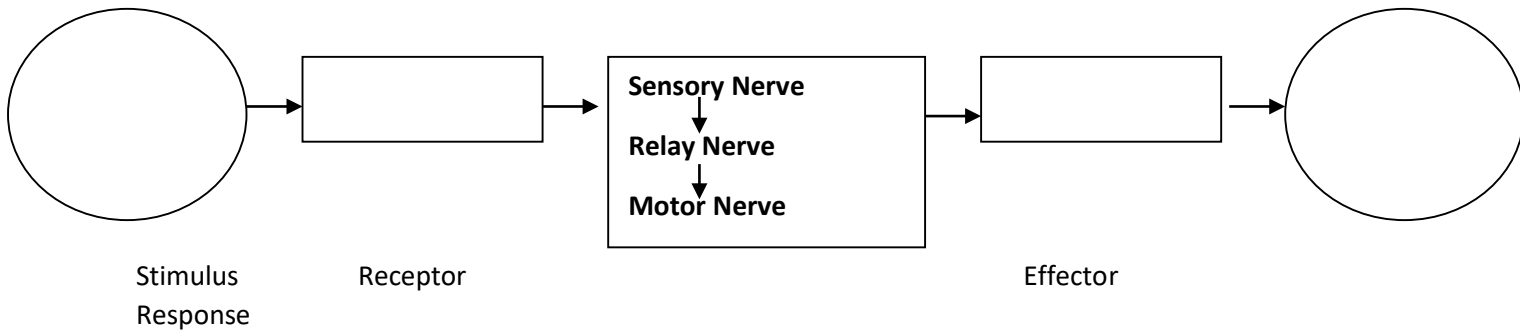 Sensory Nerve
Relay Nerve
Motor Nerve
Stimulus Receptor Effector
Response